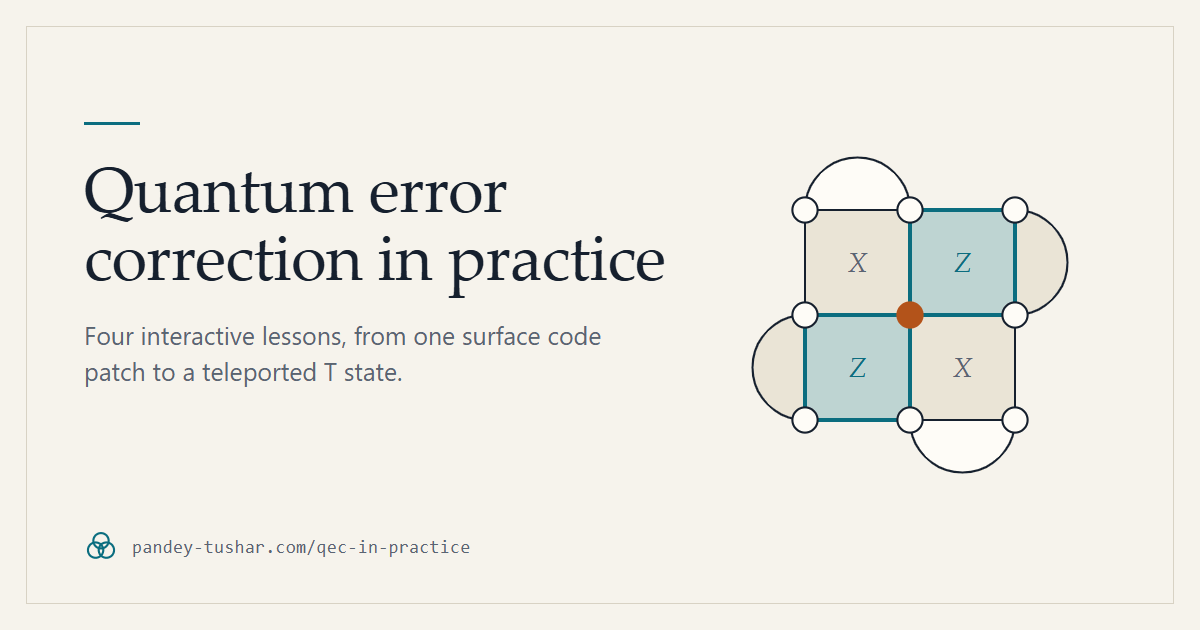 Quantum error
correction in practice
Four interactive lessons, from one surface code
patch to a teleported T state.
X
Z
Z
X
pandey-tushar.com/qec-in-practice